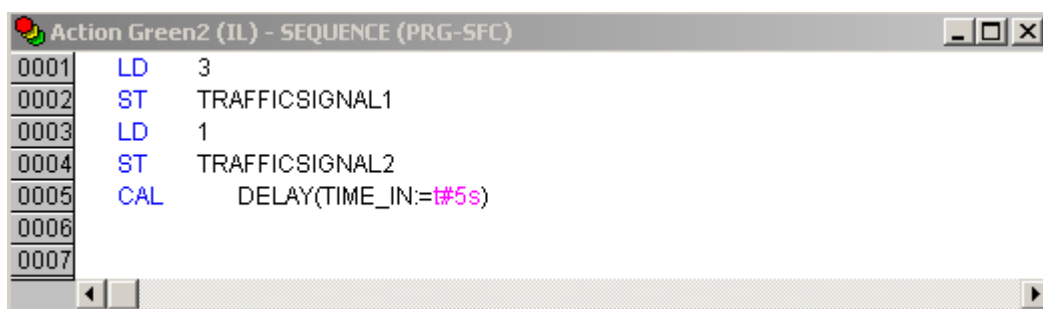 Action Green2 (IL) - SEQUENCE (PRG-SFC)
0001 LD 3
0002 ST TRAFFICSIGNAL1
0003 LD 1
0004 ST TRAFFICSIGNAL2
0005 CAL DELAY(TIME_IN:=t#5s)
0006
0007